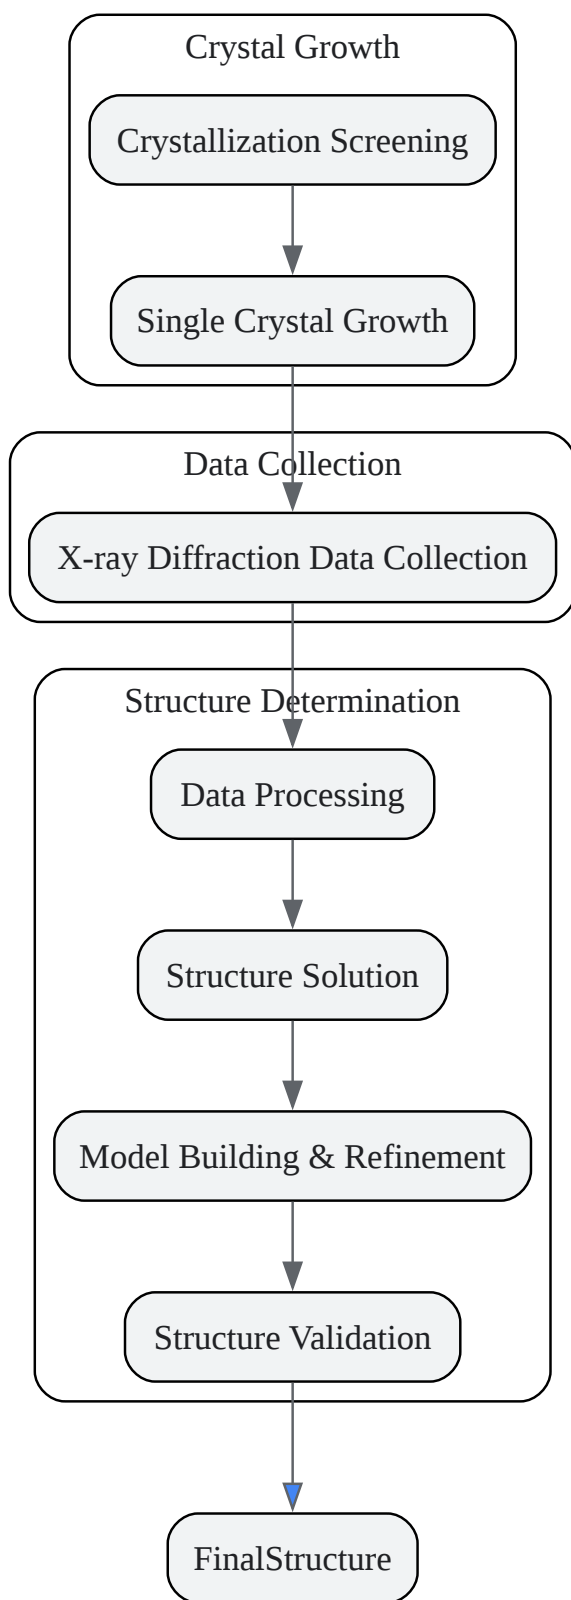 Crystal Growth
Crystallization Screening
Single Crystal Growth
Data Collection
X-ray Diffraction Data Collection
Structure Determination
Data Processing
Structure Solution
Model Building & Refinement
Structure Validation
FinalStructure